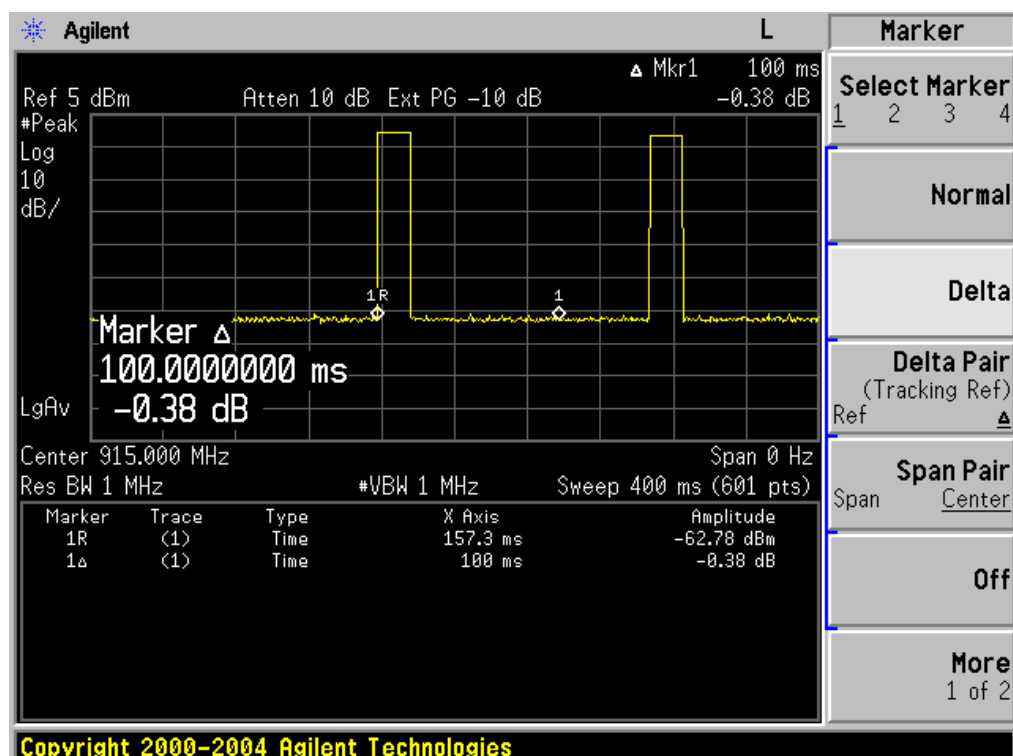 Agilent L Marker
Δ Mkr1 100 ms
Ref 5 dBm Atten 10 dB Ext PG −10 dB −0.38 dB
#Peak
Log
10
dB/
1R 1
Marker Δ
100.0000000 ms
−0.38 dB
LgAv
Center 915.000 MHz Span 0 Hz
Res BW 1 MHz #VBW 1 MHz Sweep 400 ms (601 pts)
Marker Trace Type X Axis Amplitude
1R (1) Time 157.3 ms −62.78 dBm
1Δ (1) Time 100 ms −0.38 dB
Select Marker
1 2 3 4
Normal
Delta
Delta Pair
(Tracking Ref)
Ref Δ
Span Pair
Span Center
Off
More
1 of 2
Copyright 2000–2004 Agilent Technologies